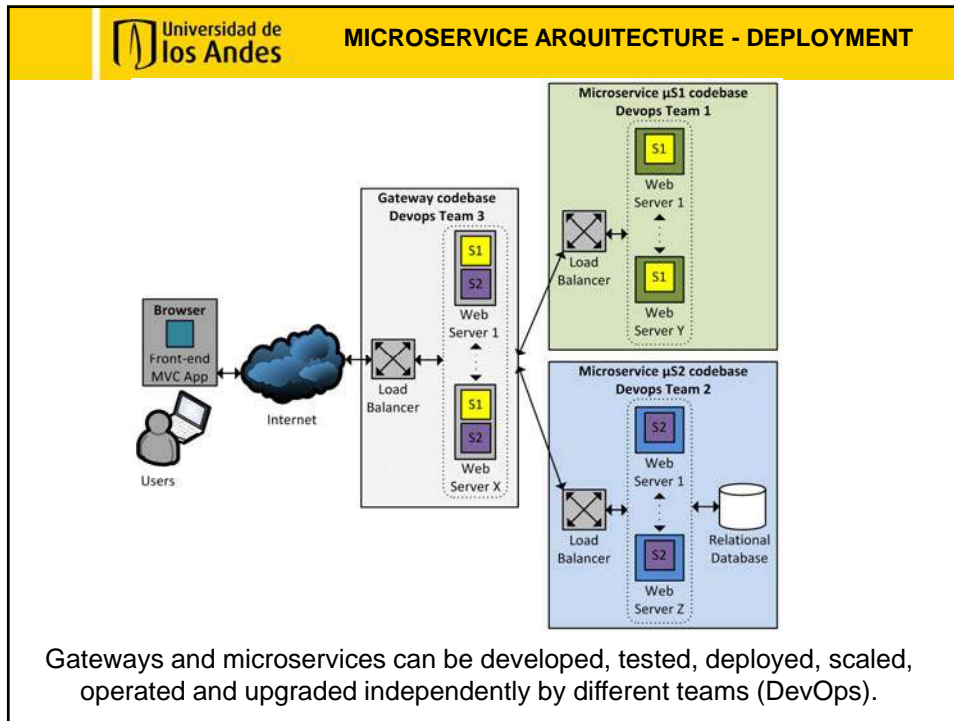 Universidad de
los Andes
MICROSERVICE ARQUITECTURE - DEPLOYMENT
Microservice µS1 codebase
Devops Team 1
S1
Web
Server 1
S1
Web
Server Y
Load
Balancer
Gateway codebase
Devops Team 3
S1
S2
Web
Server 1
S1
S2
Web
Server X
Load
Balancer
Browser
Front-end
MVC App
Internet
Users
Microservice µS2 codebase
Devops Team 2
S2
Web
Server 1
S2
Web
Server Z
Load
Balancer
Relational
Database
Gateways and microservices can be developed, tested, deployed, scaled,
operated and upgraded independently by different teams (DevOps).